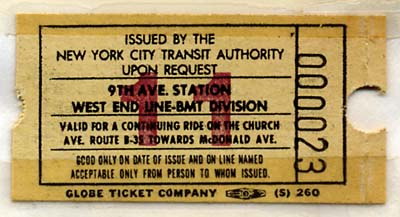 ISSUED BY THE
NEW YORK CITY TRANSIT AUTHORITY
UPON REQUEST
9TH AVE. STATION
WEST END LINE-BMT DIVISION
VALID FOR A CONTINUING RIDE ON THE CHURCH
AVE. ROUTE B-35 TOWARDS McDONALD AVE.
GOOD ONLY ON DATE OF ISSUE AND ON LINE NAMED
ACCEPTABLE ONLY FROM PERSON TO WHOM ISSUED.
GLOBE TICKET COMPANY (S) 260
000023
11